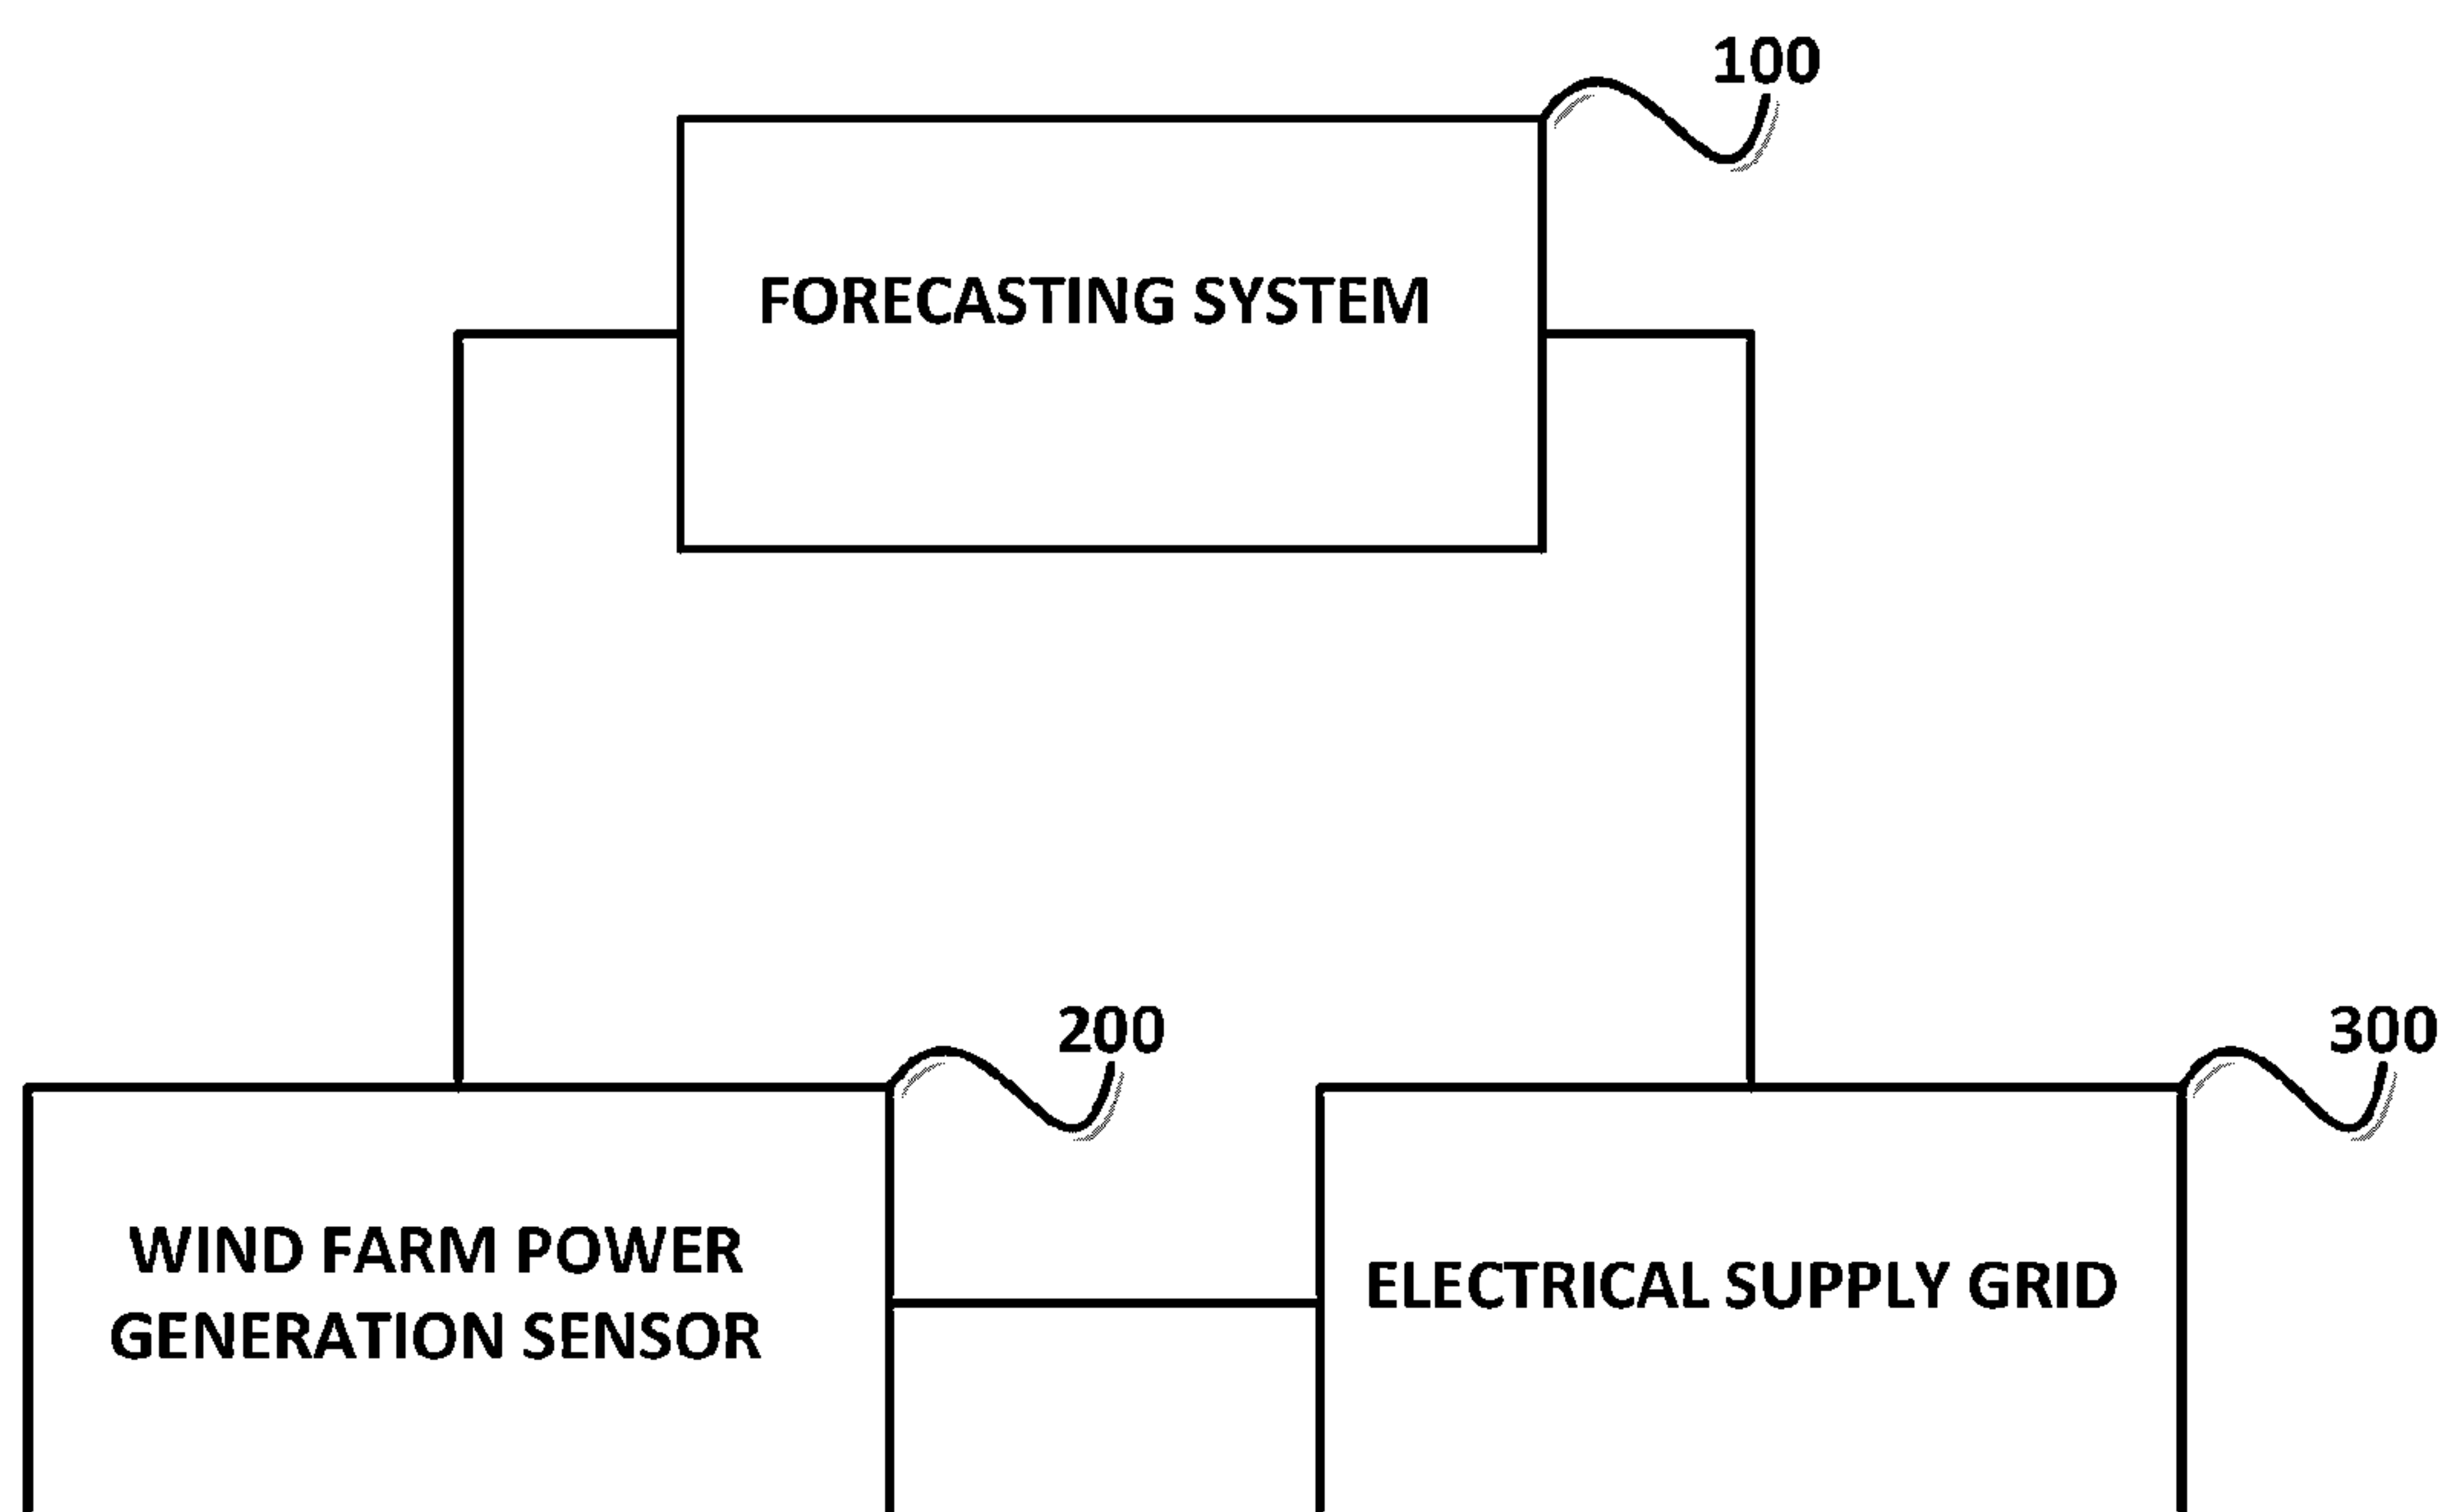 100
FORECASTING SYSTEM
200
300
WIND FARM POWER
GENERATION SENSOR
ELECTRICAL SUPPLY GRID